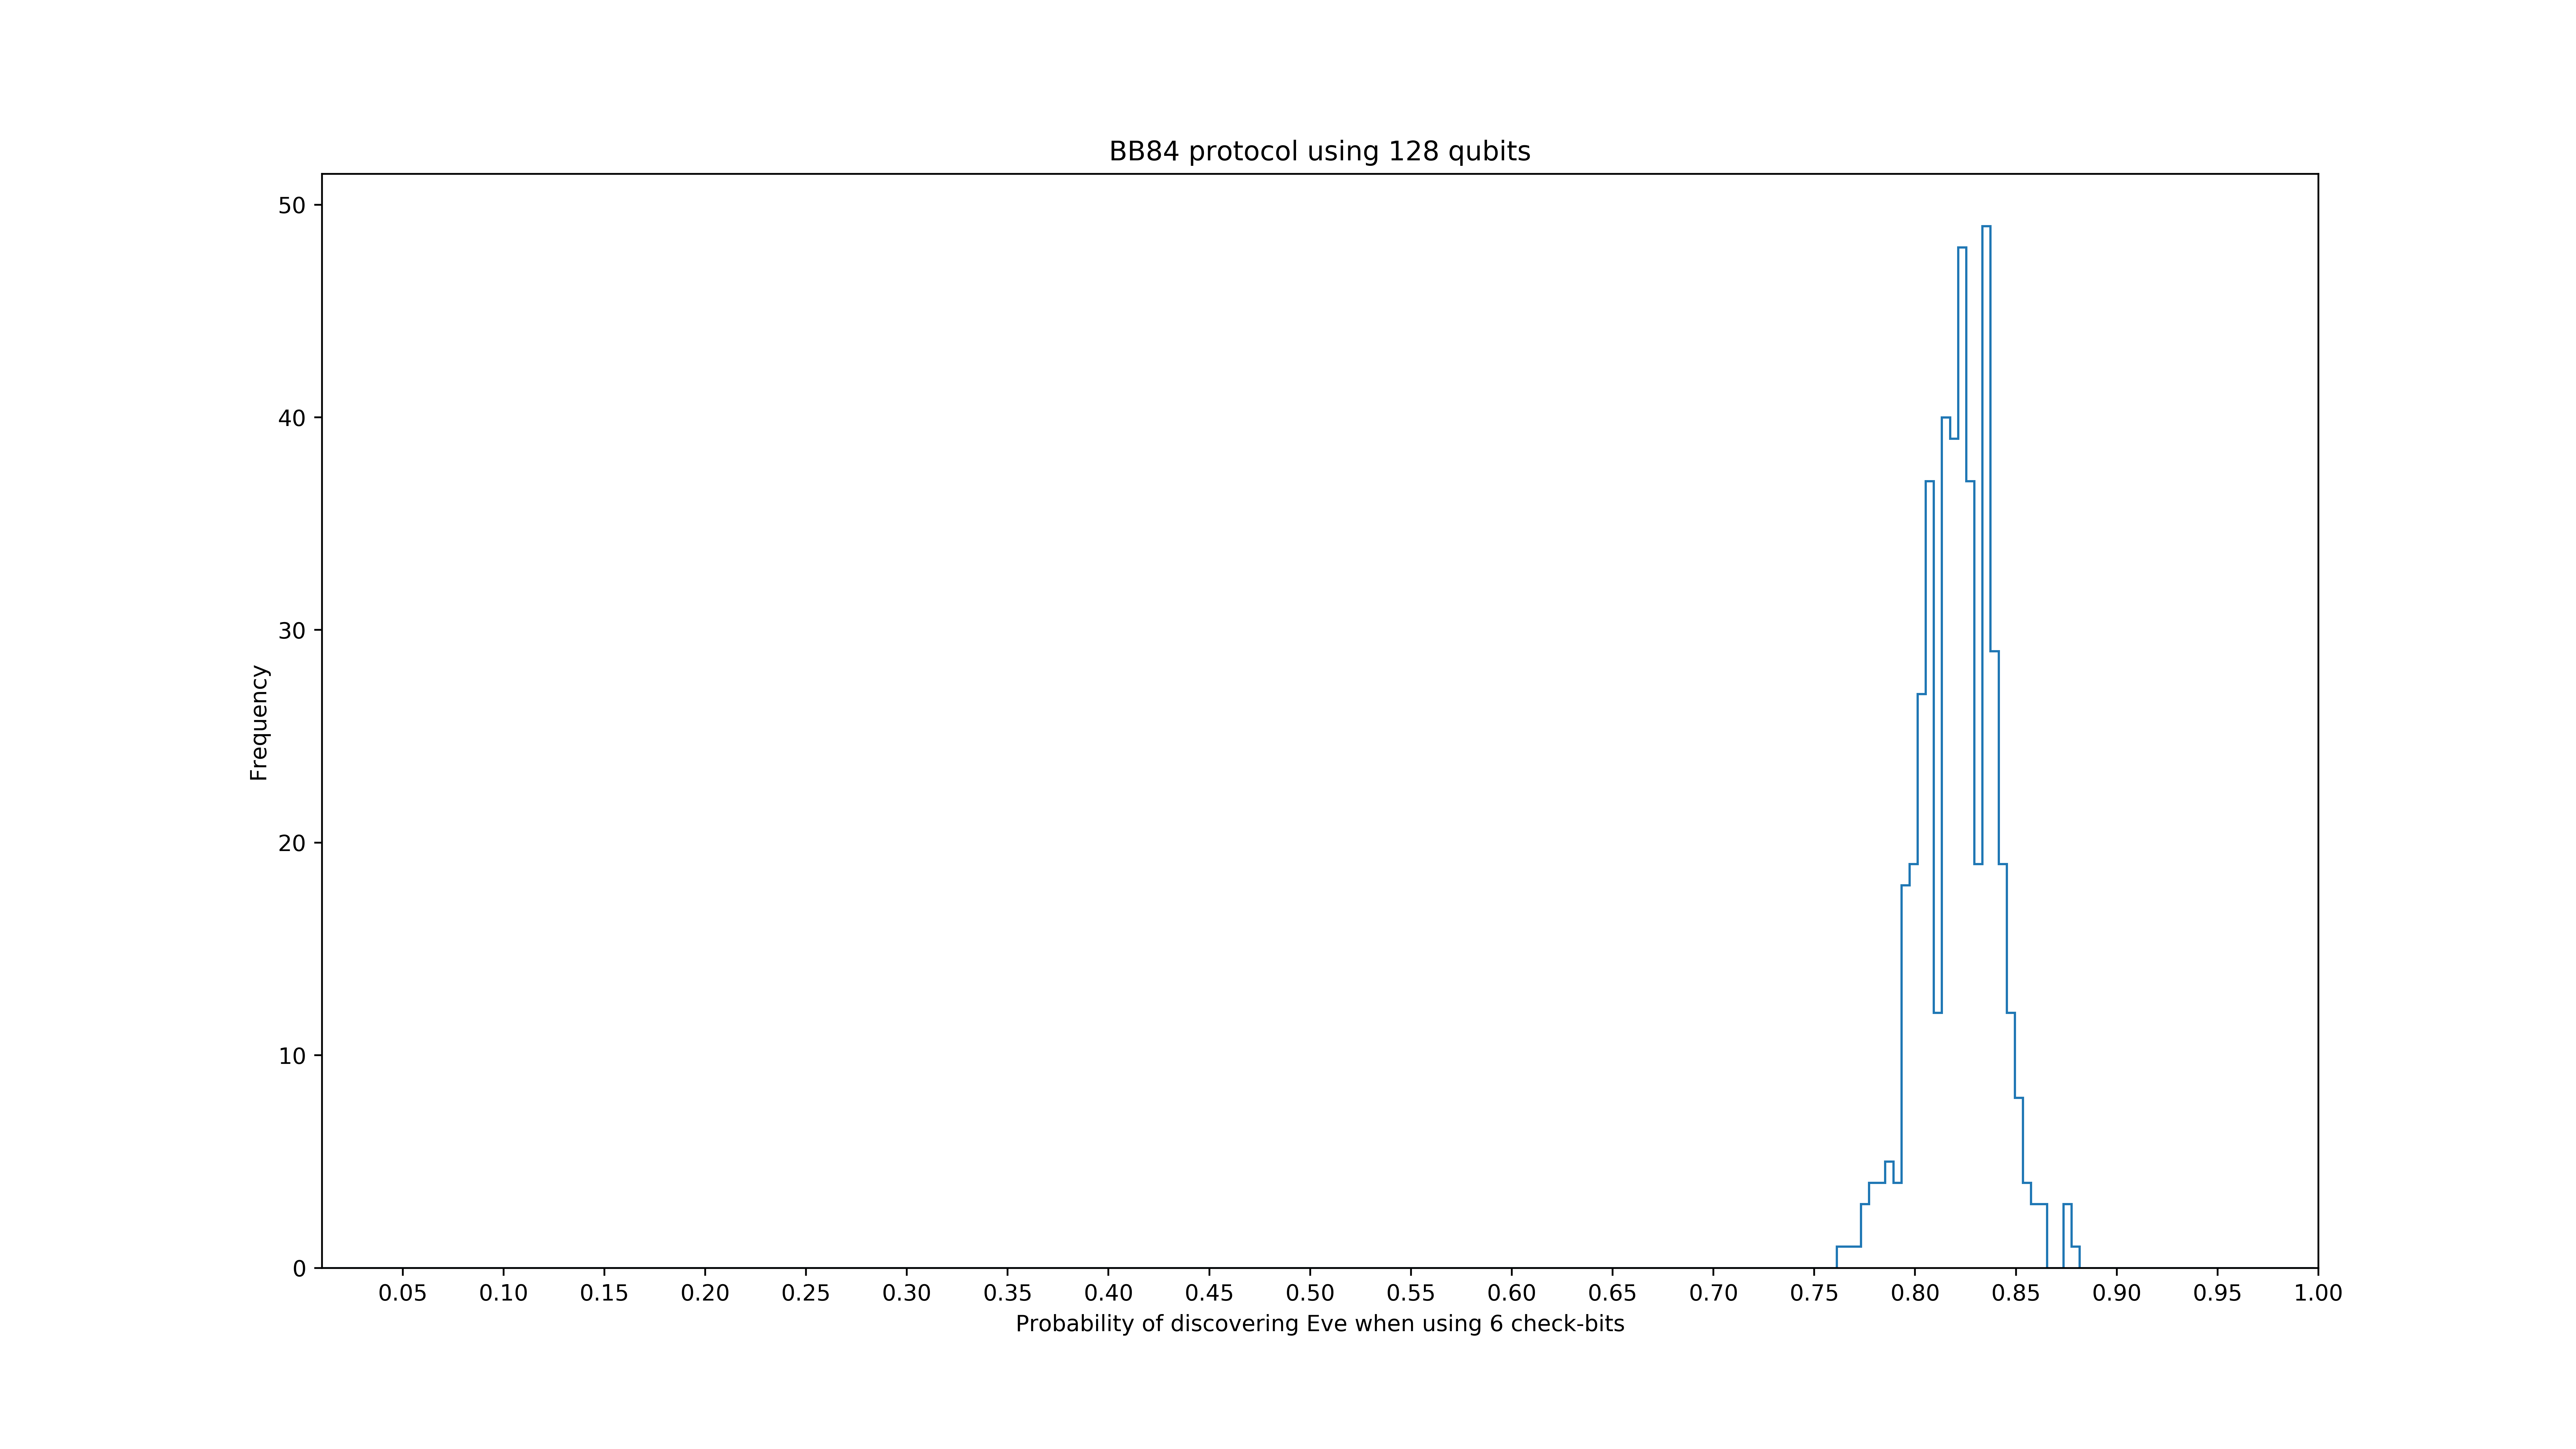 BB84 protocol using 128 qubits
50
40
30
20
10
0
Frequency
0.05 0.10 0.15 0.20 0.25 0.30 0.35 0.40 0.45 0.50 0.55 0.60 0.65 0.70 0.75 0.80 0.85 0.90 0.95 1.00
Probability of discovering Eve when using 6 check-bits